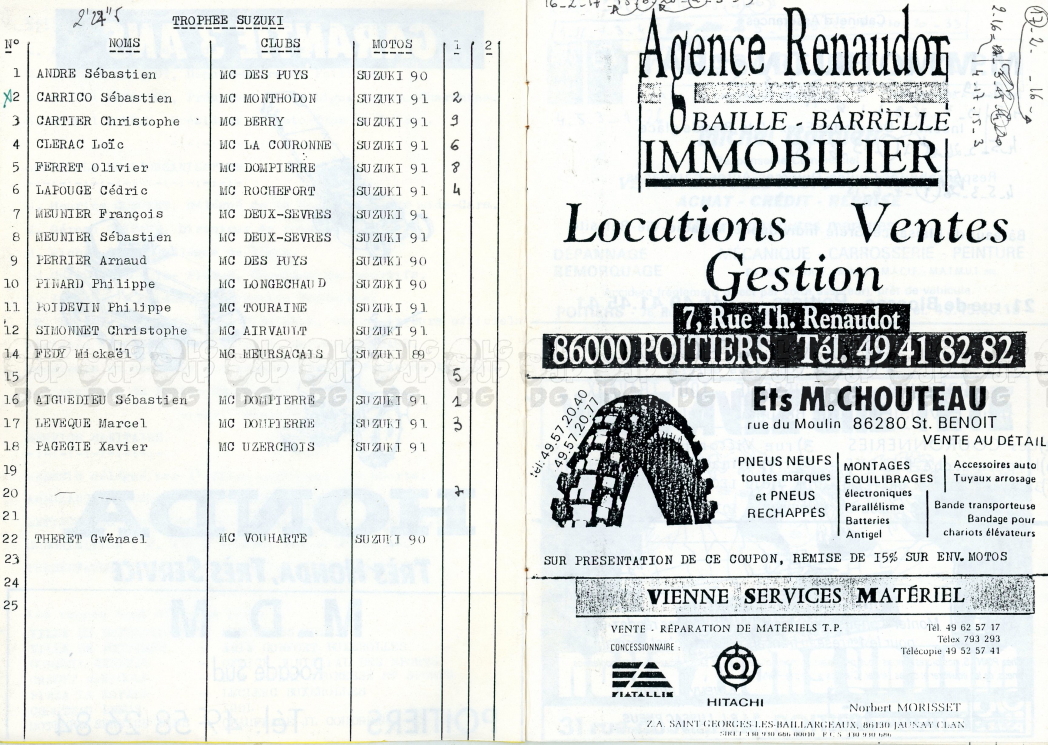 2'27"5
TROPHEE SUZUKI
N° NOMS CLUBS MOTOS 1 2
1 ANDRE Sébastien MC DES PUYS SUZUKI 90
2 CARRICO Sébastien MC MONTHODON SUZUKI 91 2
3 CARTIER Christophe MC BERRY SUZUKI 91 9
4 CLERAC Loïc MC LA COURONNE SUZUKI 91 6
5 FERRET Olivier MC DOMPIERRE SUZUKI 91 8
6 LAPOUGE Cédric MC ROCHEFORT SUZUKI 91 4
7 MEUNIER François MC DEUX-SEVRES SUZUKI 91
8 MEUNIER Sébastien MC DEUX-SEVRES SUZUKI 91
9 PERRIER Arnaud MC DES PUYS SUZUKI 90
10 PINARD Philippe MC LONGECHAUD SUZUKI 90
11 POIDEVIN Philippe MC TOURAINE SUZUKI 91
12 SIMONNET Christophe MC AIRVAULT SUZUKI 91
14 FEDY Mickaël MC MEURSACAIS SUZUKI 89
15 5
16 AIGUEDIEU Sébastien MC DOMPIERRE SUZUKI 91 1
17 LEVEQUE Marcel MC DOMPIERRE SUZUKI 91 3
18 PAGEGIE Xavier MC UZERCHOIS SUZUKI 91
19
20 7
21
22 THERET Gwënael MC VOUHARTE SUZUKI 90
23
24
25
Agence Renaudot
BAILLE - BARRELLE
IMMOBILIER
Locations Ventes
Gestion
7, Rue Th. Renaudot
86000 POITIERS Tél. 49 41 82 82
tél: 49.57.20.40
49.57.20.77
Ets M.CHOUTEAU
rue du Moulin 86280 St. BENOIT
VENTE AU DÉTAIL
PNEUS NEUFS
toutes marques
et PNEUS
RECHAPPÉS
MONTAGES
EQUILIBRAGES
électroniques
Parallélisme
Batteries
Antigel
Accessoires auto
Tuyaux arrosage
Bande transporteuse
Bandage pour
chariots élévateurs
SUR PRESENTATION DE CE COUPON, REMISE DE 15% SUR ENV. MOTOS
VIENNE SERVICES MATÉRIEL
VENTE - RÉPARATION DE MATÉRIELS T.P.
CONCESSIONNAIRE :
Tél. 49 62 57 17
Télex 793 293
Télécopie 49 52 57 41
FIATALLIS
HITACHI
Norbert MORISSET
Z.A. SAINT GEORGES-LES-BAILLARGEAUX, 86130 JAUNAY CLAN